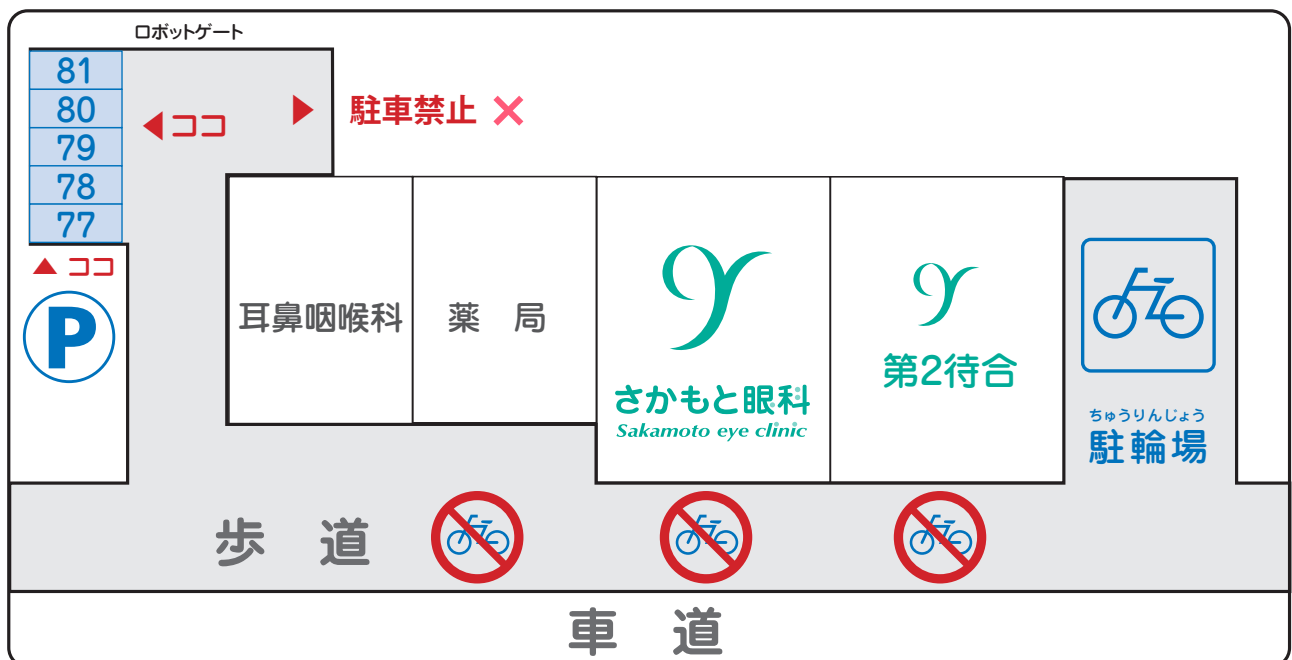 ロボットゲート
81
80
79
78
77
ココ
駐車禁止 ×
ココ
P
耳鼻咽喉科
薬 局
さかもと眼科
Sakamoto eye clinic
第2待合
ちゅうりんじょう
駐輪場
歩 道
車 道